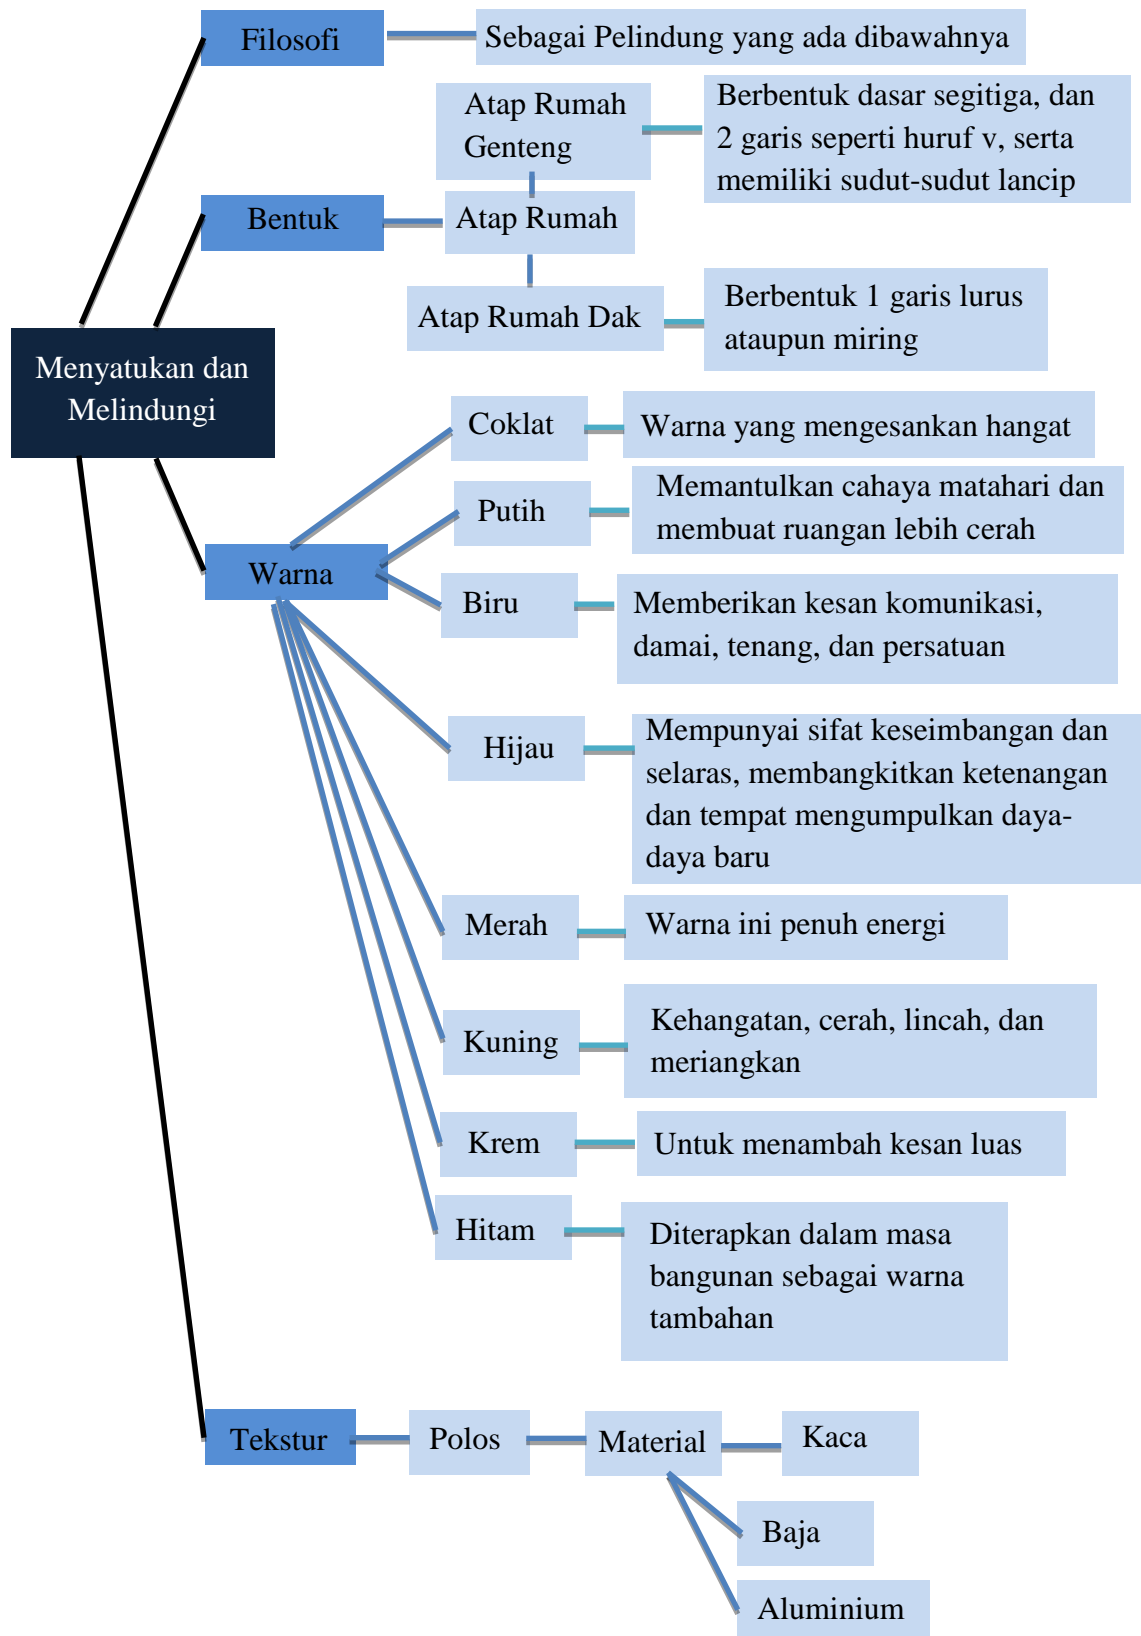 Filosofi
Sebagai Pelindung yang ada dibawahnya
Atap Rumah
Genteng
Berbentuk dasar segitiga, dan
2 garis seperti huruf v, serta
memiliki sudut-sudut lancip
Bentuk
Atap Rumah
Atap Rumah Dak
Berbentuk 1 garis lurus
ataupun miring
Menyatukan dan
Melindungi
Coklat
Warna yang mengesankan hangat
Putih
Memantulkan cahaya matahari dan
membuat ruangan lebih cerah
Warna
Biru
Memberikan kesan komunikasi,
damai, tenang, dan persatuan
Hijau
Mempunyai sifat keseimbangan dan
selaras, membangkitkan ketenangan
dan tempat mengumpulkan daya-
daya baru
Merah
Warna ini penuh energi
Kuning
Kehangatan, cerah, lincah, dan
meriangkan
Krem
Untuk menambah kesan luas
Hitam
Diterapkan dalam masa
bangunan sebagai warna
tambahan
Tekstur
Polos
Material
Kaca
Baja
Aluminium